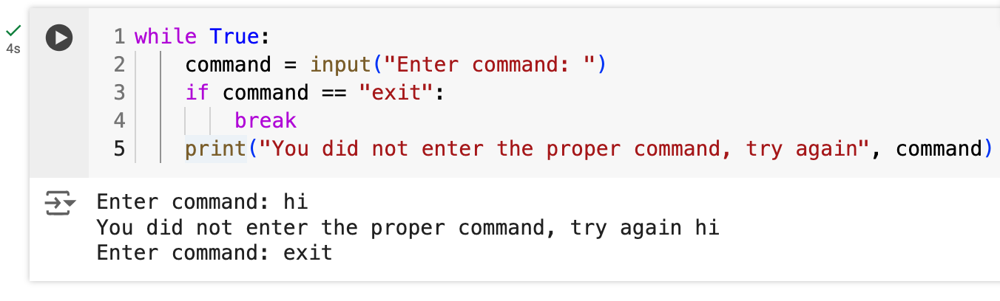 4s
1 while True:
2     command = input("Enter command: ")
3     if command == "exit":
4         break
5     print("You did not enter the proper command, try again", command)
Enter command: hi
You did not enter the proper command, try again hi
Enter command: exit